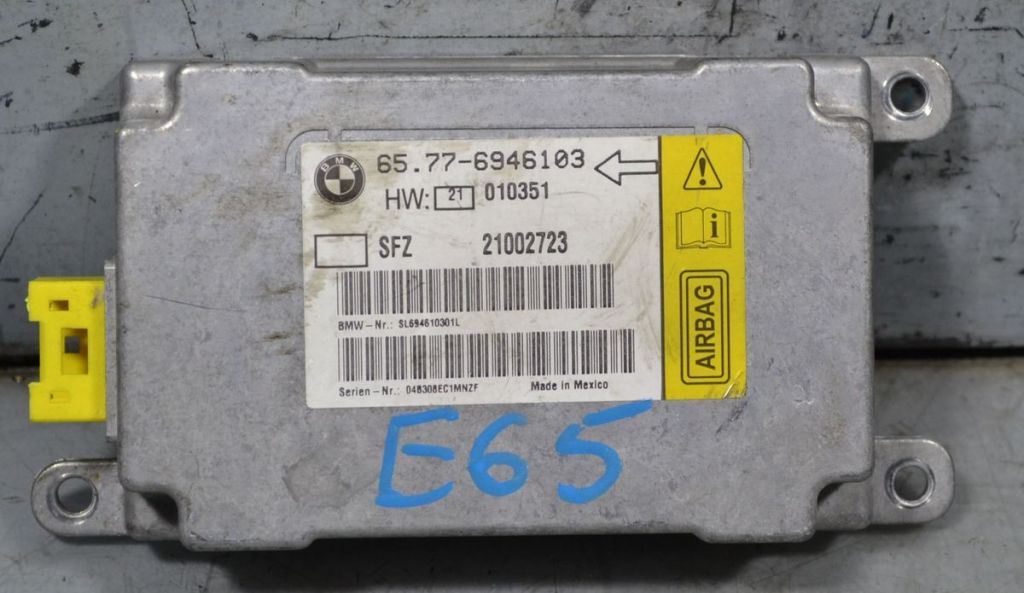 BMW
65.77-6946103
HW: 21 010351
SFZ 21002723
BMW-Nr.: SL694610301L
Serien-Nr.: 048308EC1MNZF Made in Mexico
i
AIRBAG
E65